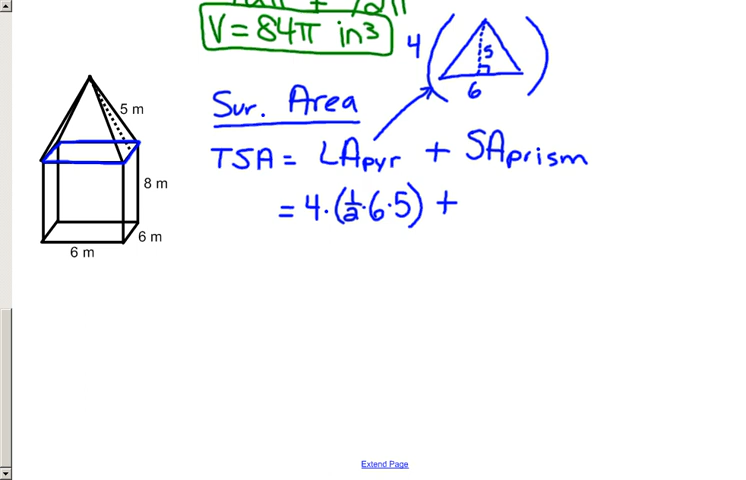 V = 84π in³
4 ( 5 6 )
5 m
Sur. Area
TSA = LApyr + SAprism
8 m
= 4·(½·6·5) +
6 m
6 m
Extend Page